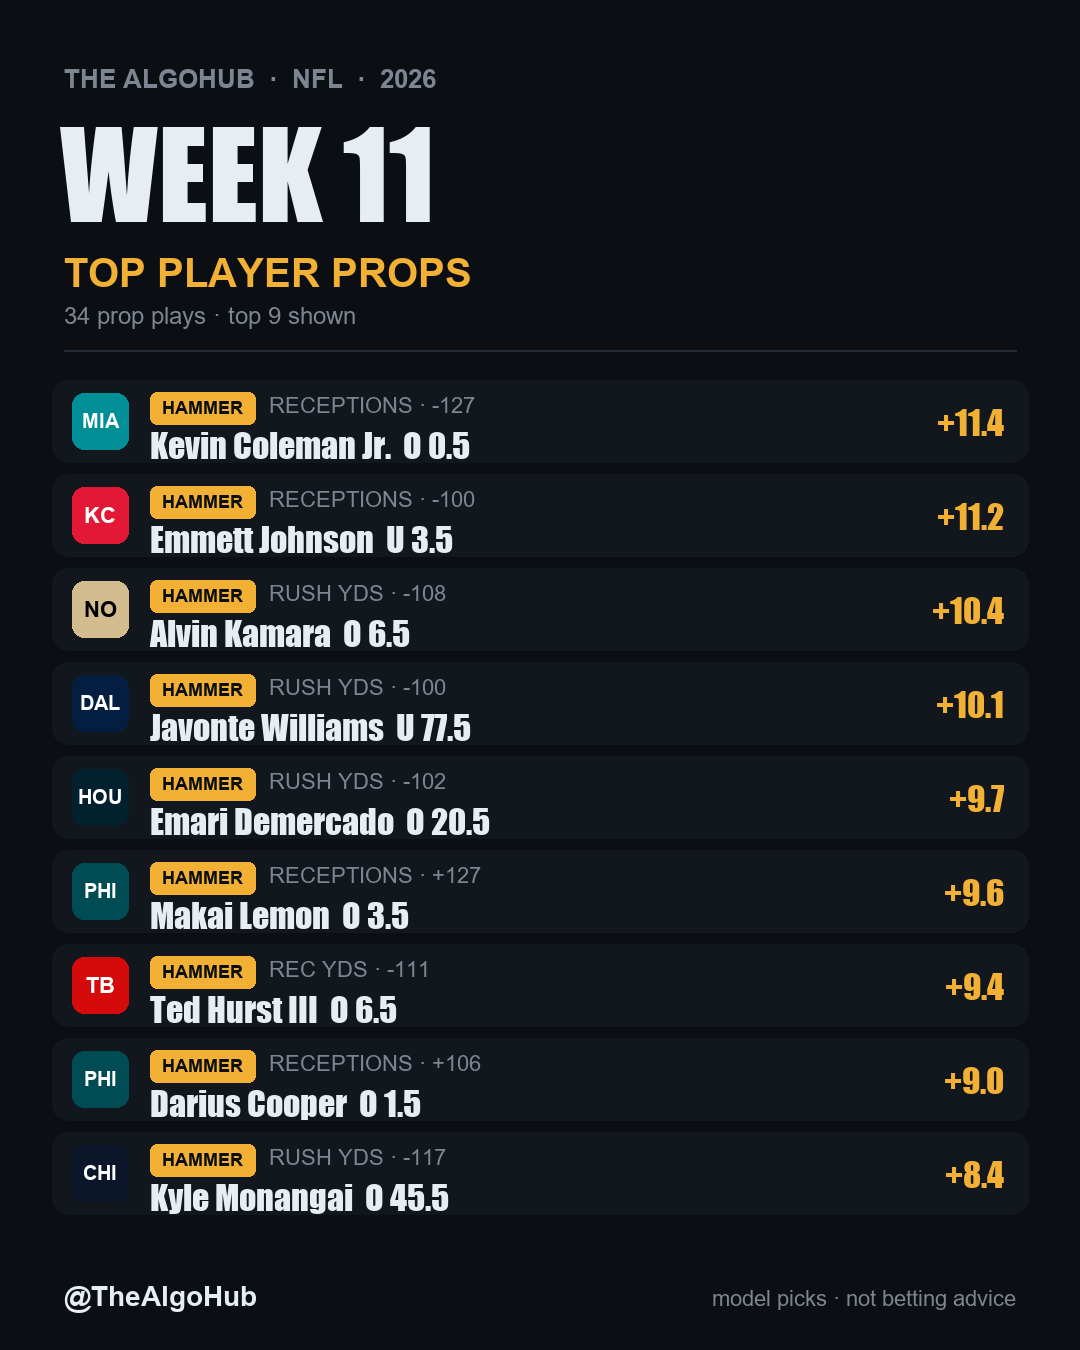 THE ALGOHUB · NFL · 2026
WEEK 11
TOP PLAYER PROPS
34 prop plays · top 9 shown
MIA HAMMER RECEPTIONS · -127
Kevin Coleman Jr. O 0.5 +11.4
KC HAMMER RECEPTIONS · -100
Emmett Johnson U 3.5 +11.2
NO HAMMER RUSH YDS · -108
Alvin Kamara O 6.5 +10.4
DAL HAMMER RUSH YDS · -100
Javonte Williams U 77.5 +10.1
HOU HAMMER RUSH YDS · -102
Emari Demercado O 20.5 +9.7
PHI HAMMER RECEPTIONS · +127
Makai Lemon O 3.5 +9.6
TB HAMMER REC YDS · -111
Ted Hurst III O 6.5 +9.4
PHI HAMMER RECEPTIONS · +106
Darius Cooper O 1.5 +9.0
CHI HAMMER RUSH YDS · -117
Kyle Monangai O 45.5 +8.4
@TheAlgoHub
model picks · not betting advice